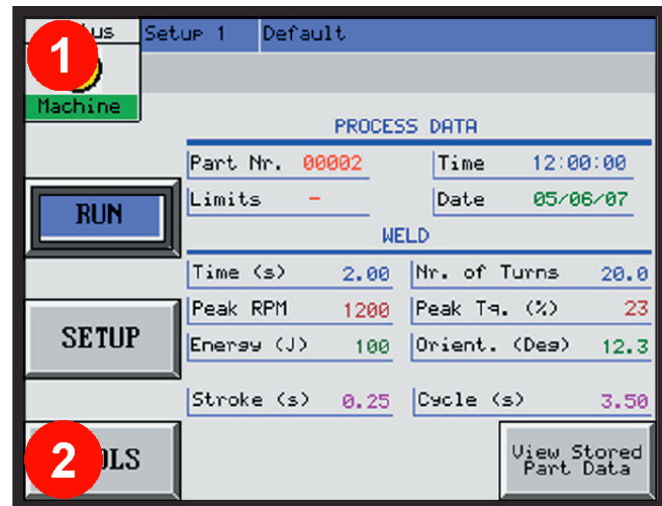 Setup 1 Default
1
Machine
PROCESS DATA
Part Nr. 00002 Time 12:00:00
Limits - Date 05/06/07
RUN
WELD
Time (s) 2.00 Nr. of Turns 20.0
Peak RPM 1200 Peak Tq. (%) 23
SETUP
Energy (J) 100 Orient. (Deg) 12.3
Stroke (s) 0.25 Cycle (s) 3.50
2
View Stored
Part Data